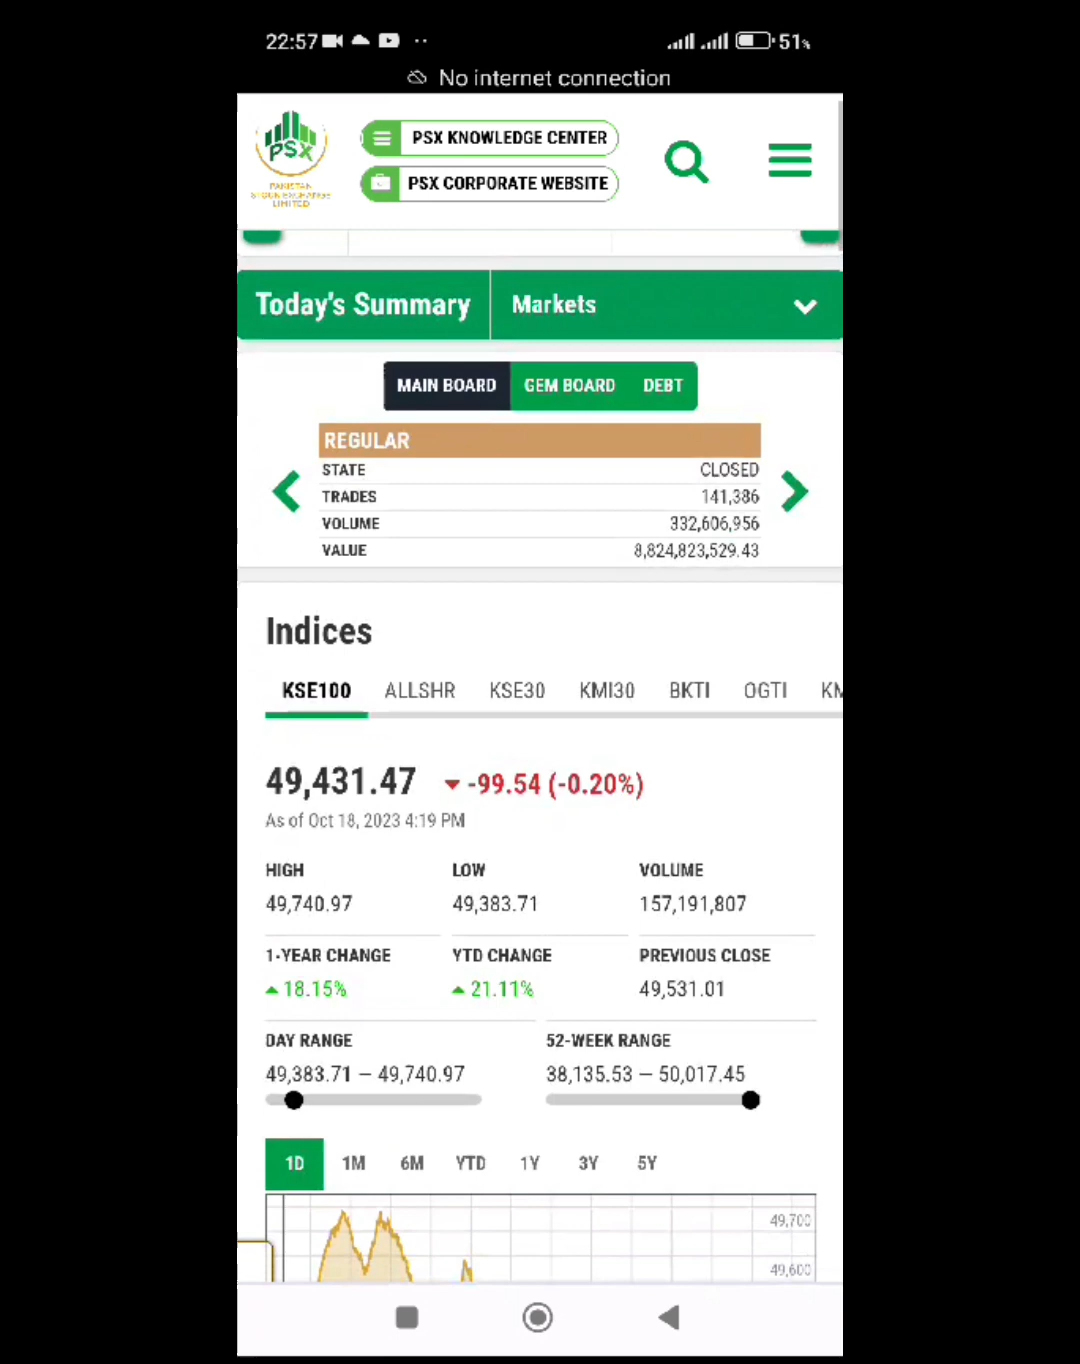 22:57 51%
No internet connection
PSX
PAKISTAN
STOCK EXCHANGE
LIMITED
PSX KNOWLEDGE CENTER
PSX CORPORATE WEBSITE
Today's Summary Markets
MAIN BOARD GEM BOARD DEBT
REGULAR
STATE CLOSED
TRADES 141,386
VOLUME 332,606,956
VALUE 8,824,823,529.43
Indices
KSE100 ALLSHR KSE30 KMI30 BKTI OGTI
49,431.47 -99.54 (-0.20%)
As of Oct 18, 2023 4:19 PM
HIGH LOW VOLUME
49,740.97 49,383.71 157,191,807
1-YEAR CHANGE YTD CHANGE PREVIOUS CLOSE
18.15% 21.11% 49,531.01
DAY RANGE 52-WEEK RANGE
49,383.71 — 49,740.97 38,135.53 — 50,017.45
1D 1M 6M YTD 1Y 3Y 5Y
49,700
49,600